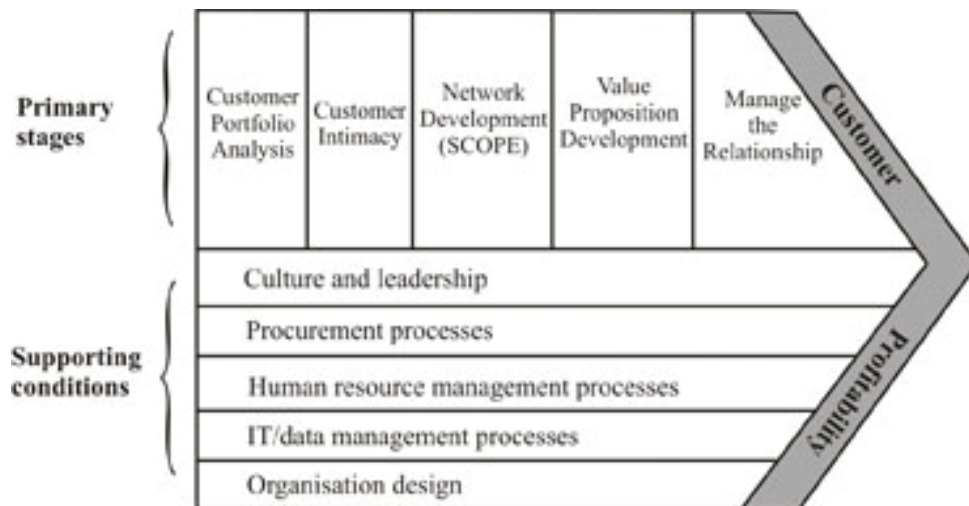 Primary
stages
Customer
Portfolio
Analysis
Customer
Intimacy
Network
Development
(SCOPE)
Value
Proposition
Development
Manage
the
Relationship
Customer
Supporting
conditions
Culture and leadership
Procurement processes
Human resource management processes
IT/data management processes
Organisation design
Profitability